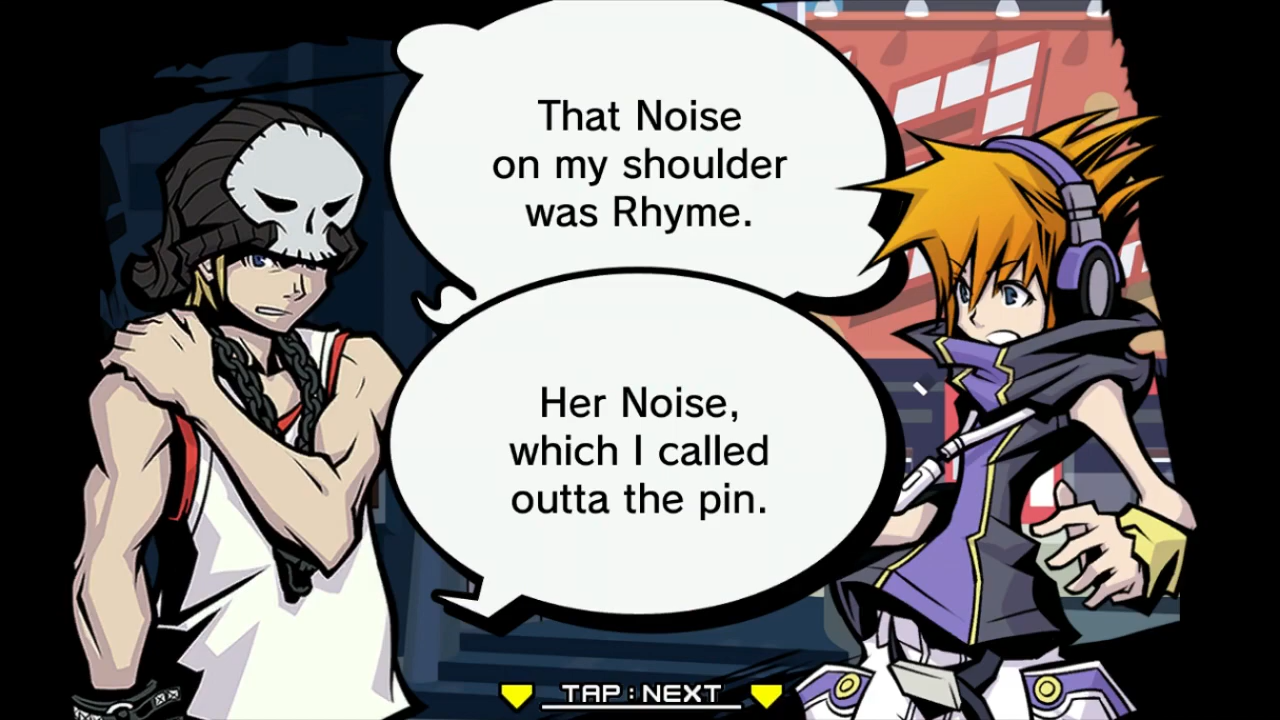 That Noise
on my shoulder
was Rhyme.
Her Noise,
which I called
outta the pin.
TAP : NEXT